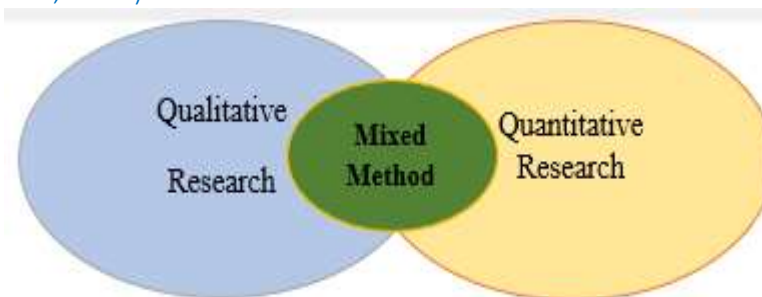 Qualitative
Research
Mixed
Method
Quantitative
Research